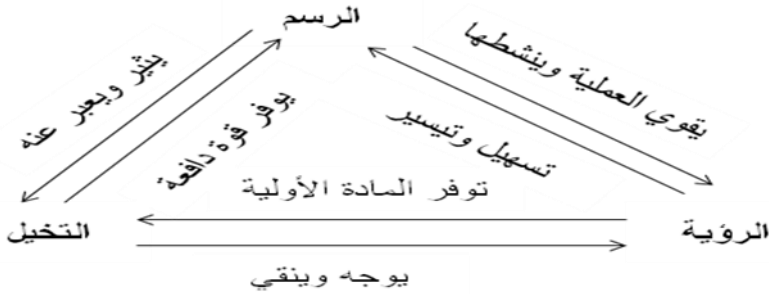 الرسم
يقوي العملية وينشطها
يثير ويعبر عنه
تسهيل وتيسير
يوفر قوة دافعة
توفر المادة الأولية
الرؤية
التخيل
يوجه وينقي